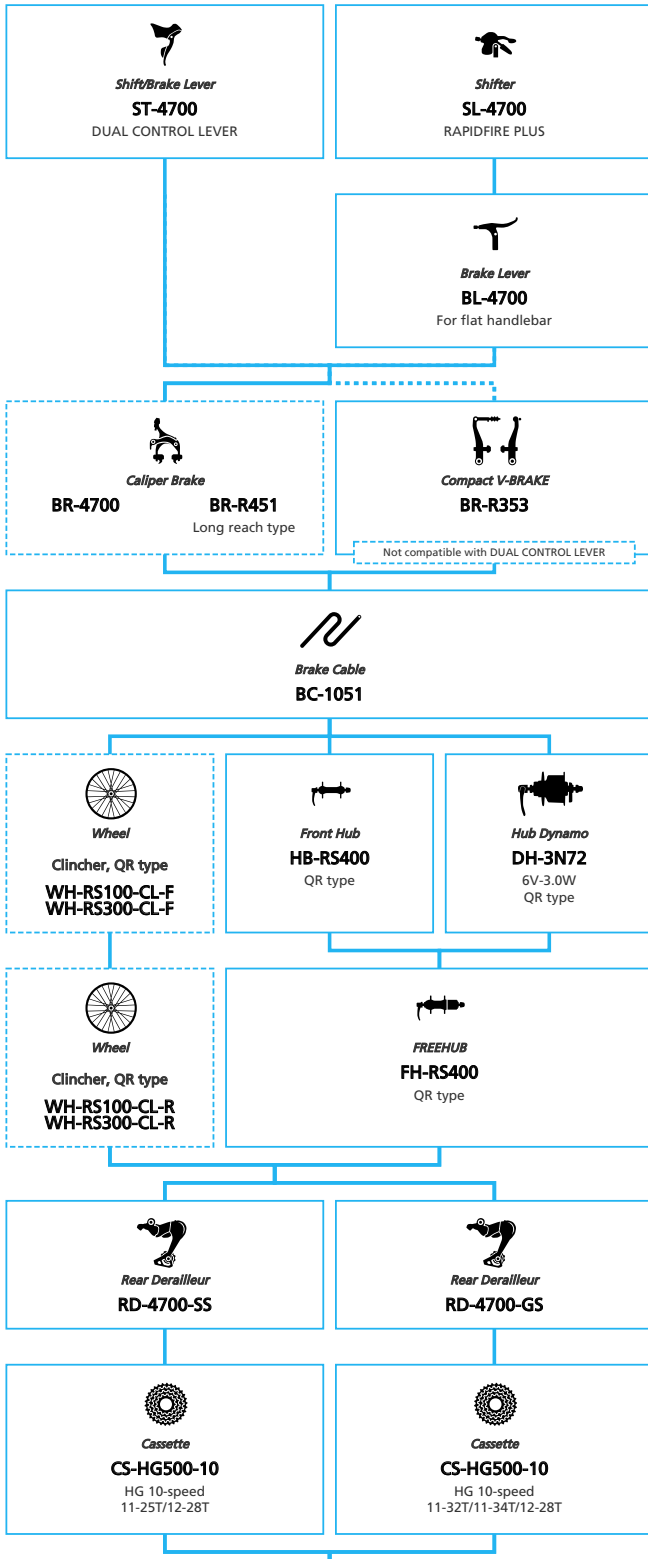 Shift/Brake Lever
ST-4700
DUAL CONTROL LEVER
Shifter
SL-4700
RAPIDFIRE PLUS
Brake Lever
BL-4700
For flat handlebar
Caliper Brake
BR-4700
BR-R451
Long reach type
Compact V-BRAKE
BR-R353
Not compatible with DUAL CONTROL LEVER
Brake Cable
BC-1051
Wheel
Clincher, QR type
WH-RS100-CL-F
WH-RS300-CL-F
Front Hub
HB-RS400
QR type
Hub Dynamo
DH-3N72
6V-3.0W
QR type
Wheel
Clincher, QR type
WH-RS100-CL-R
WH-RS300-CL-R
FREEHUB
FH-RS400
QR type
Rear Derailleur
RD-4700-SS
Rear Derailleur
RD-4700-GS
Cassette
CS-HG500-10
HG 10-speed
11-25T/12-28T
Cassette
CS-HG500-10
HG 10-speed
11-32T/11-34T/12-28T